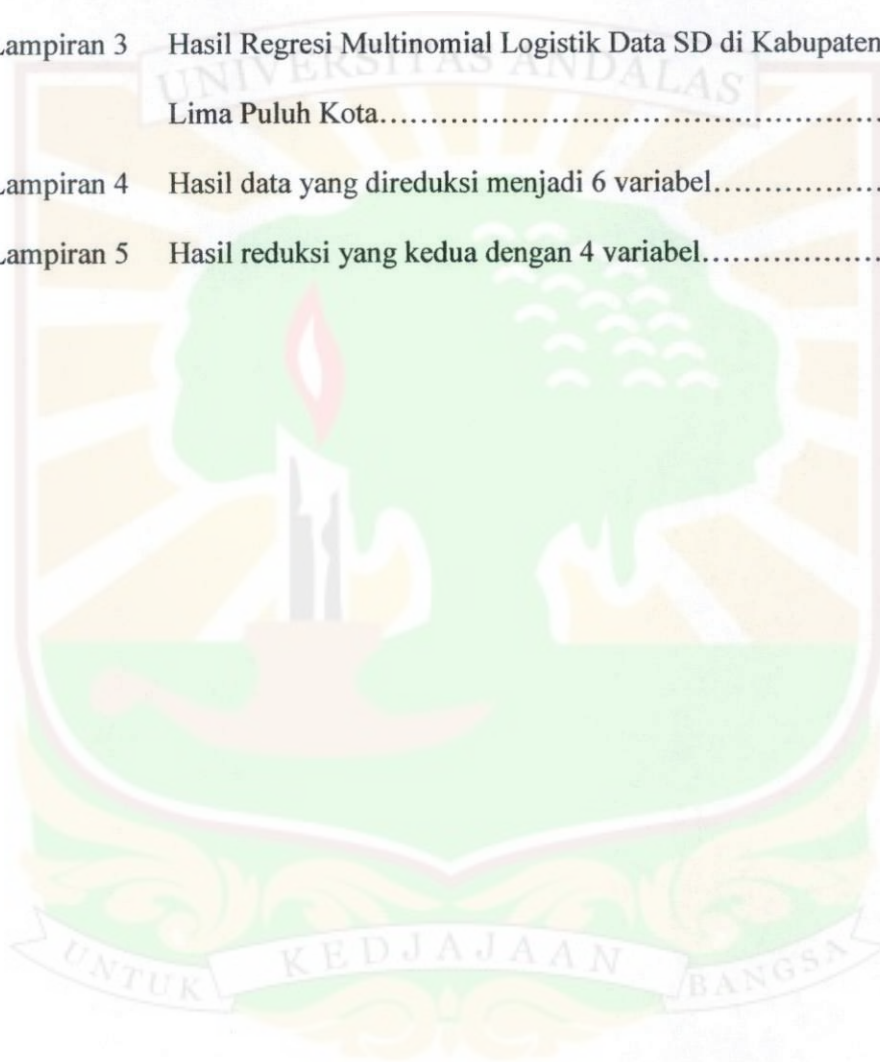 Lampiran 3 Hasil Regresi Multinomial Logistik Data SD di Kabupaten
UNIVERSITAS ANDALAS
Lima Puluh Kota......................................................
Lampiran 4 Hasil data yang direduksi menjadi 6 variabel...................
Lampiran 5 Hasil reduksi yang kedua dengan 4 variabel....................
UNTUK KEDJAJAAN BANGSA